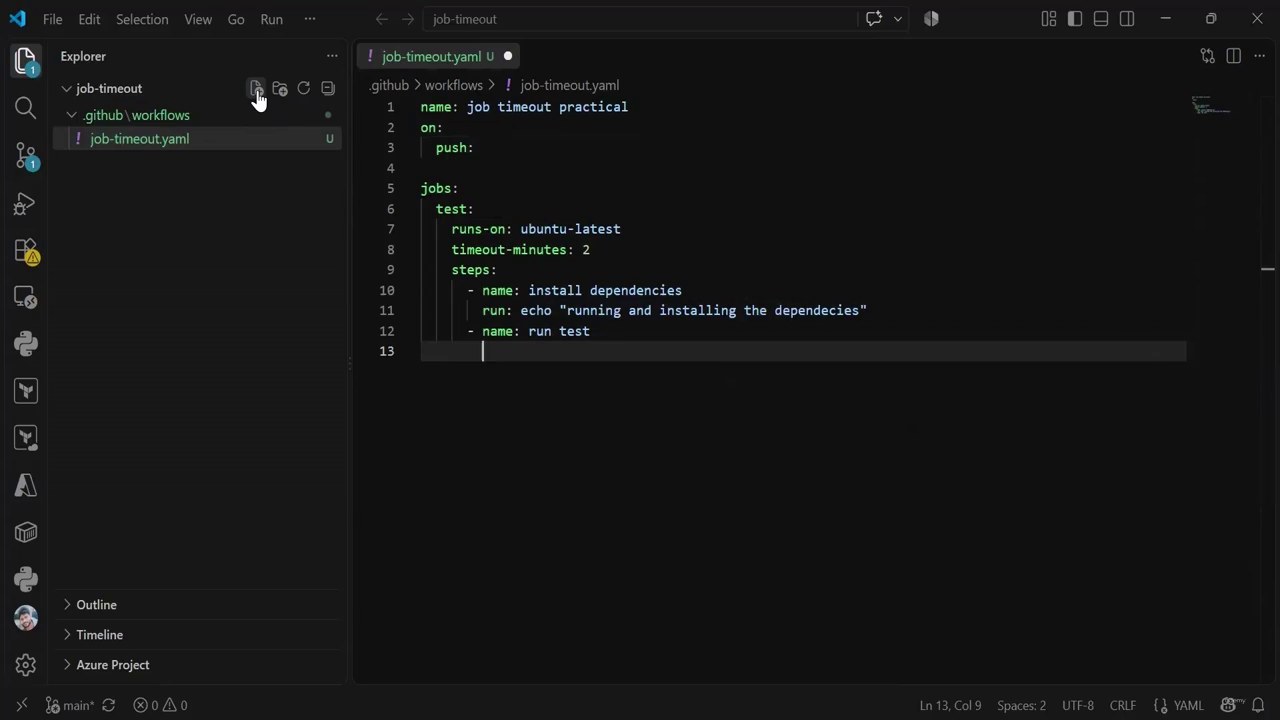 File Edit Selection View Go Run ···
job-timeout
Explorer
job-timeout
.github\workflows
! job-timeout.yaml U
Outline
Timeline
Azure Project
1
1
! job-timeout.yaml U
.github > workflows > ! job-timeout.yaml
1 name: job timeout practical
2 on:
3 push:
4
5 jobs:
6 test:
7 runs-on: ubuntu-latest
8 timeout-minutes: 2
9 steps:
10 - name: install dependencies
11 run: echo "running and installing the dependecies"
12 - name: run test
13
main* 0 0 Ln 13, Col 9 Spaces: 2 UTF-8 CRLF {} YAML